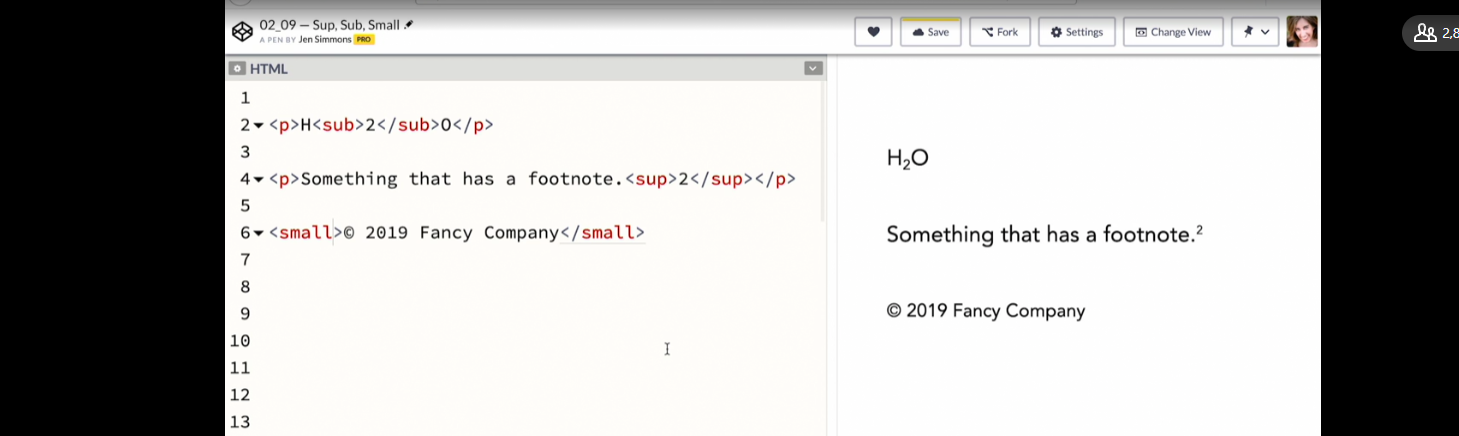 02_09 — Sup, Sub, Small
A PEN BY Jen Simmons PRO
Save
Fork
Settings
Change View
2,8
HTML
1
2 <p>H<sub>2</sub>O</p>
3
4 <p>Something that has a footnote.<sup>2</sup></p>
5
6 <small>© 2019 Fancy Company</small>
7
8
9
10
11
12
13
H₂O
Something that has a footnote.²
© 2019 Fancy Company